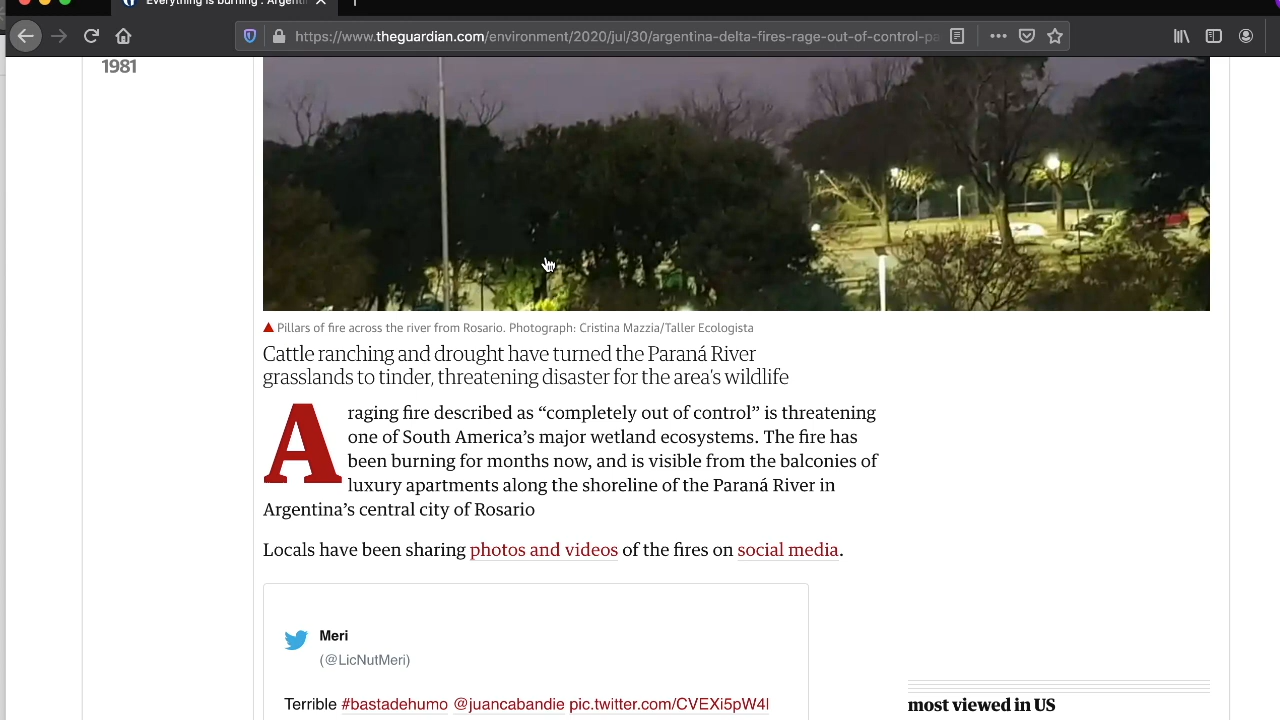 Everything is burning': Argenti
https://www.theguardian.com/environment/2020/jul/30/argentina-delta-fires-rage-out-of-control-pa
1981
Pillars of fire across the river from Rosario. Photograph: Cristina Mazzia/Taller Ecologista
Cattle ranching and drought have turned the Paraná River
grasslands to tinder, threatening disaster for the area's wildlife
A raging fire described as “completely out of control” is threatening
one of South America’s major wetland ecosystems. The fire has
been burning for months now, and is visible from the balconies of
luxury apartments along the shoreline of the Paraná River in
Argentina’s central city of Rosario
Locals have been sharing photos and videos of the fires on social media.
Meri
(@LicNutMeri)
Terrible #bastadehumo @juancabandie pic.twitter.com/CVEXi5pW4l
most viewed in US